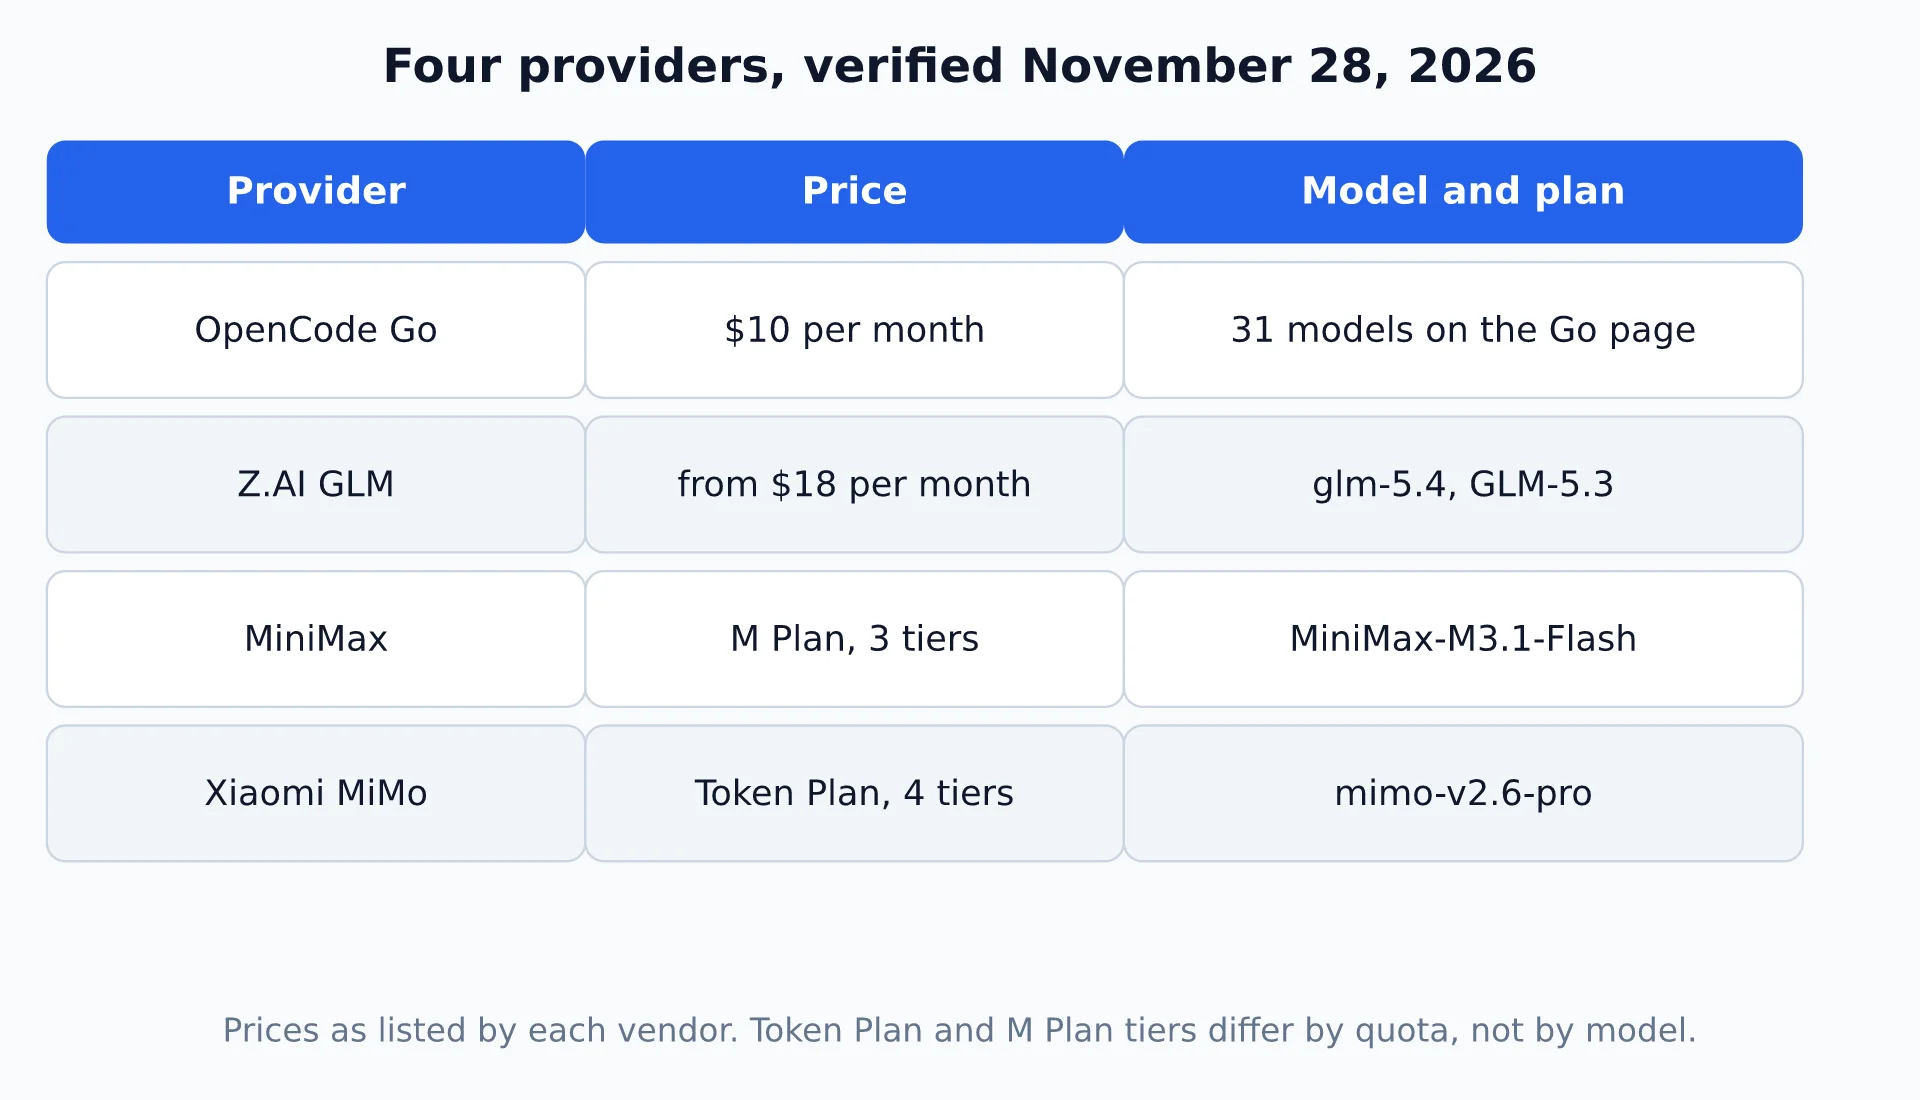 Four providers, verified November 28, 2026
Provider Price Model and plan
OpenCode Go $10 per month 31 models on the Go page
Z.AI GLM from $18 per month glm-5.4, GLM-5.3
MiniMax M Plan, 3 tiers MiniMax-M3.1-Flash
Xiaomi MiMo Token Plan, 4 tiers mimo-v2.6-pro
Prices as listed by each vendor. Token Plan and M Plan tiers differ by quota, not by model.